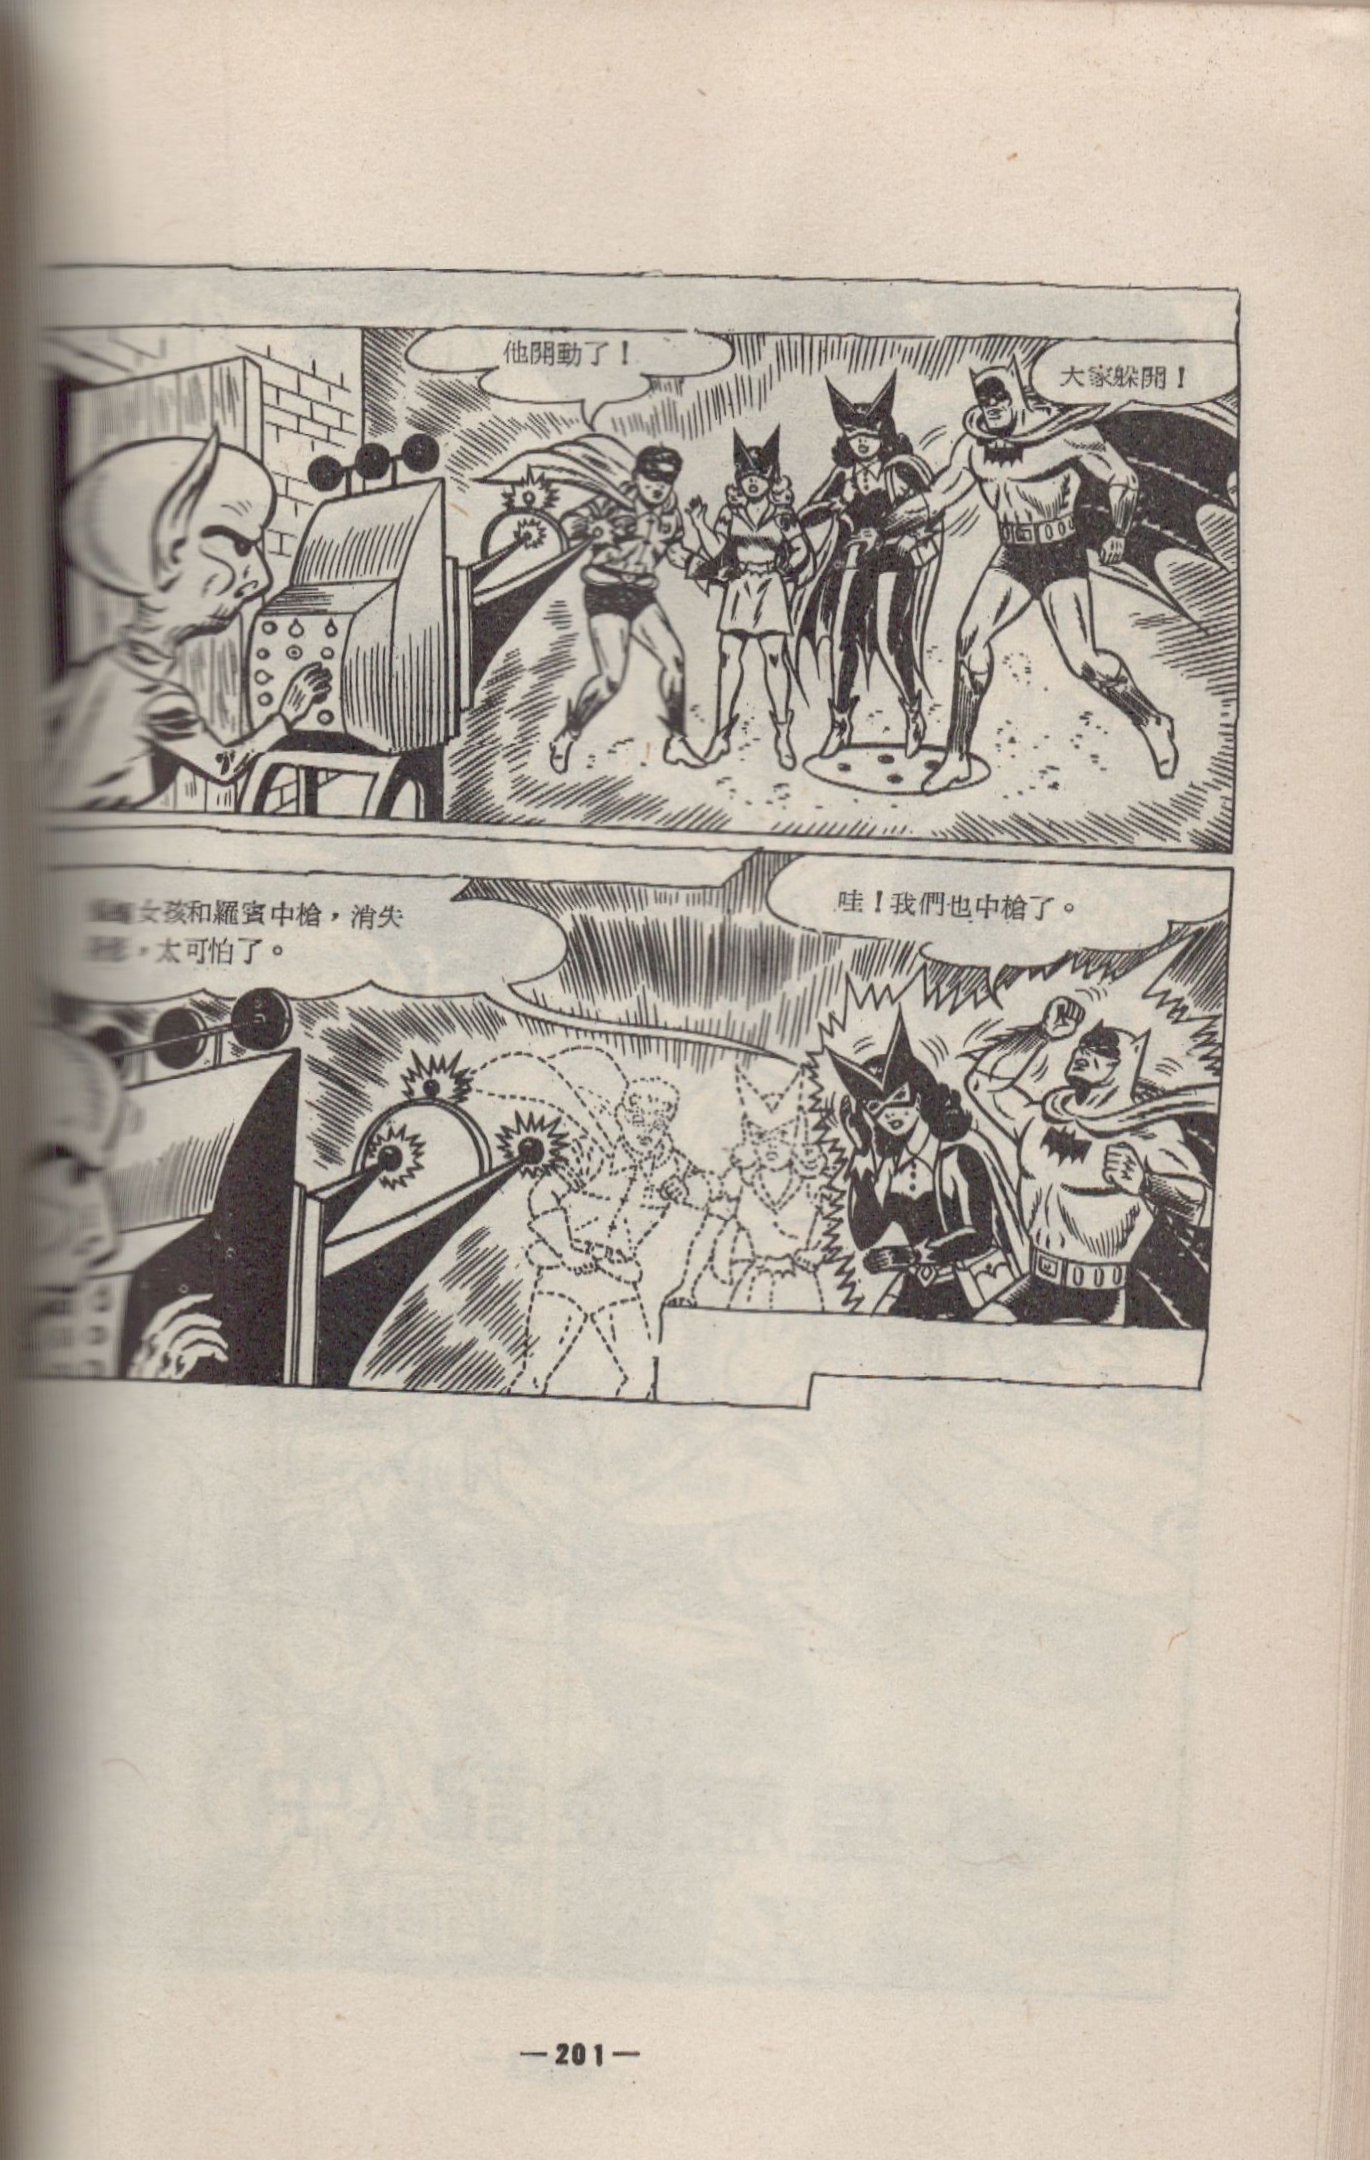 他開動了！
大家躲開！
女孩和羅賓中槍，消失
，太可怕了。
哇！我們也中槍了。
—201—